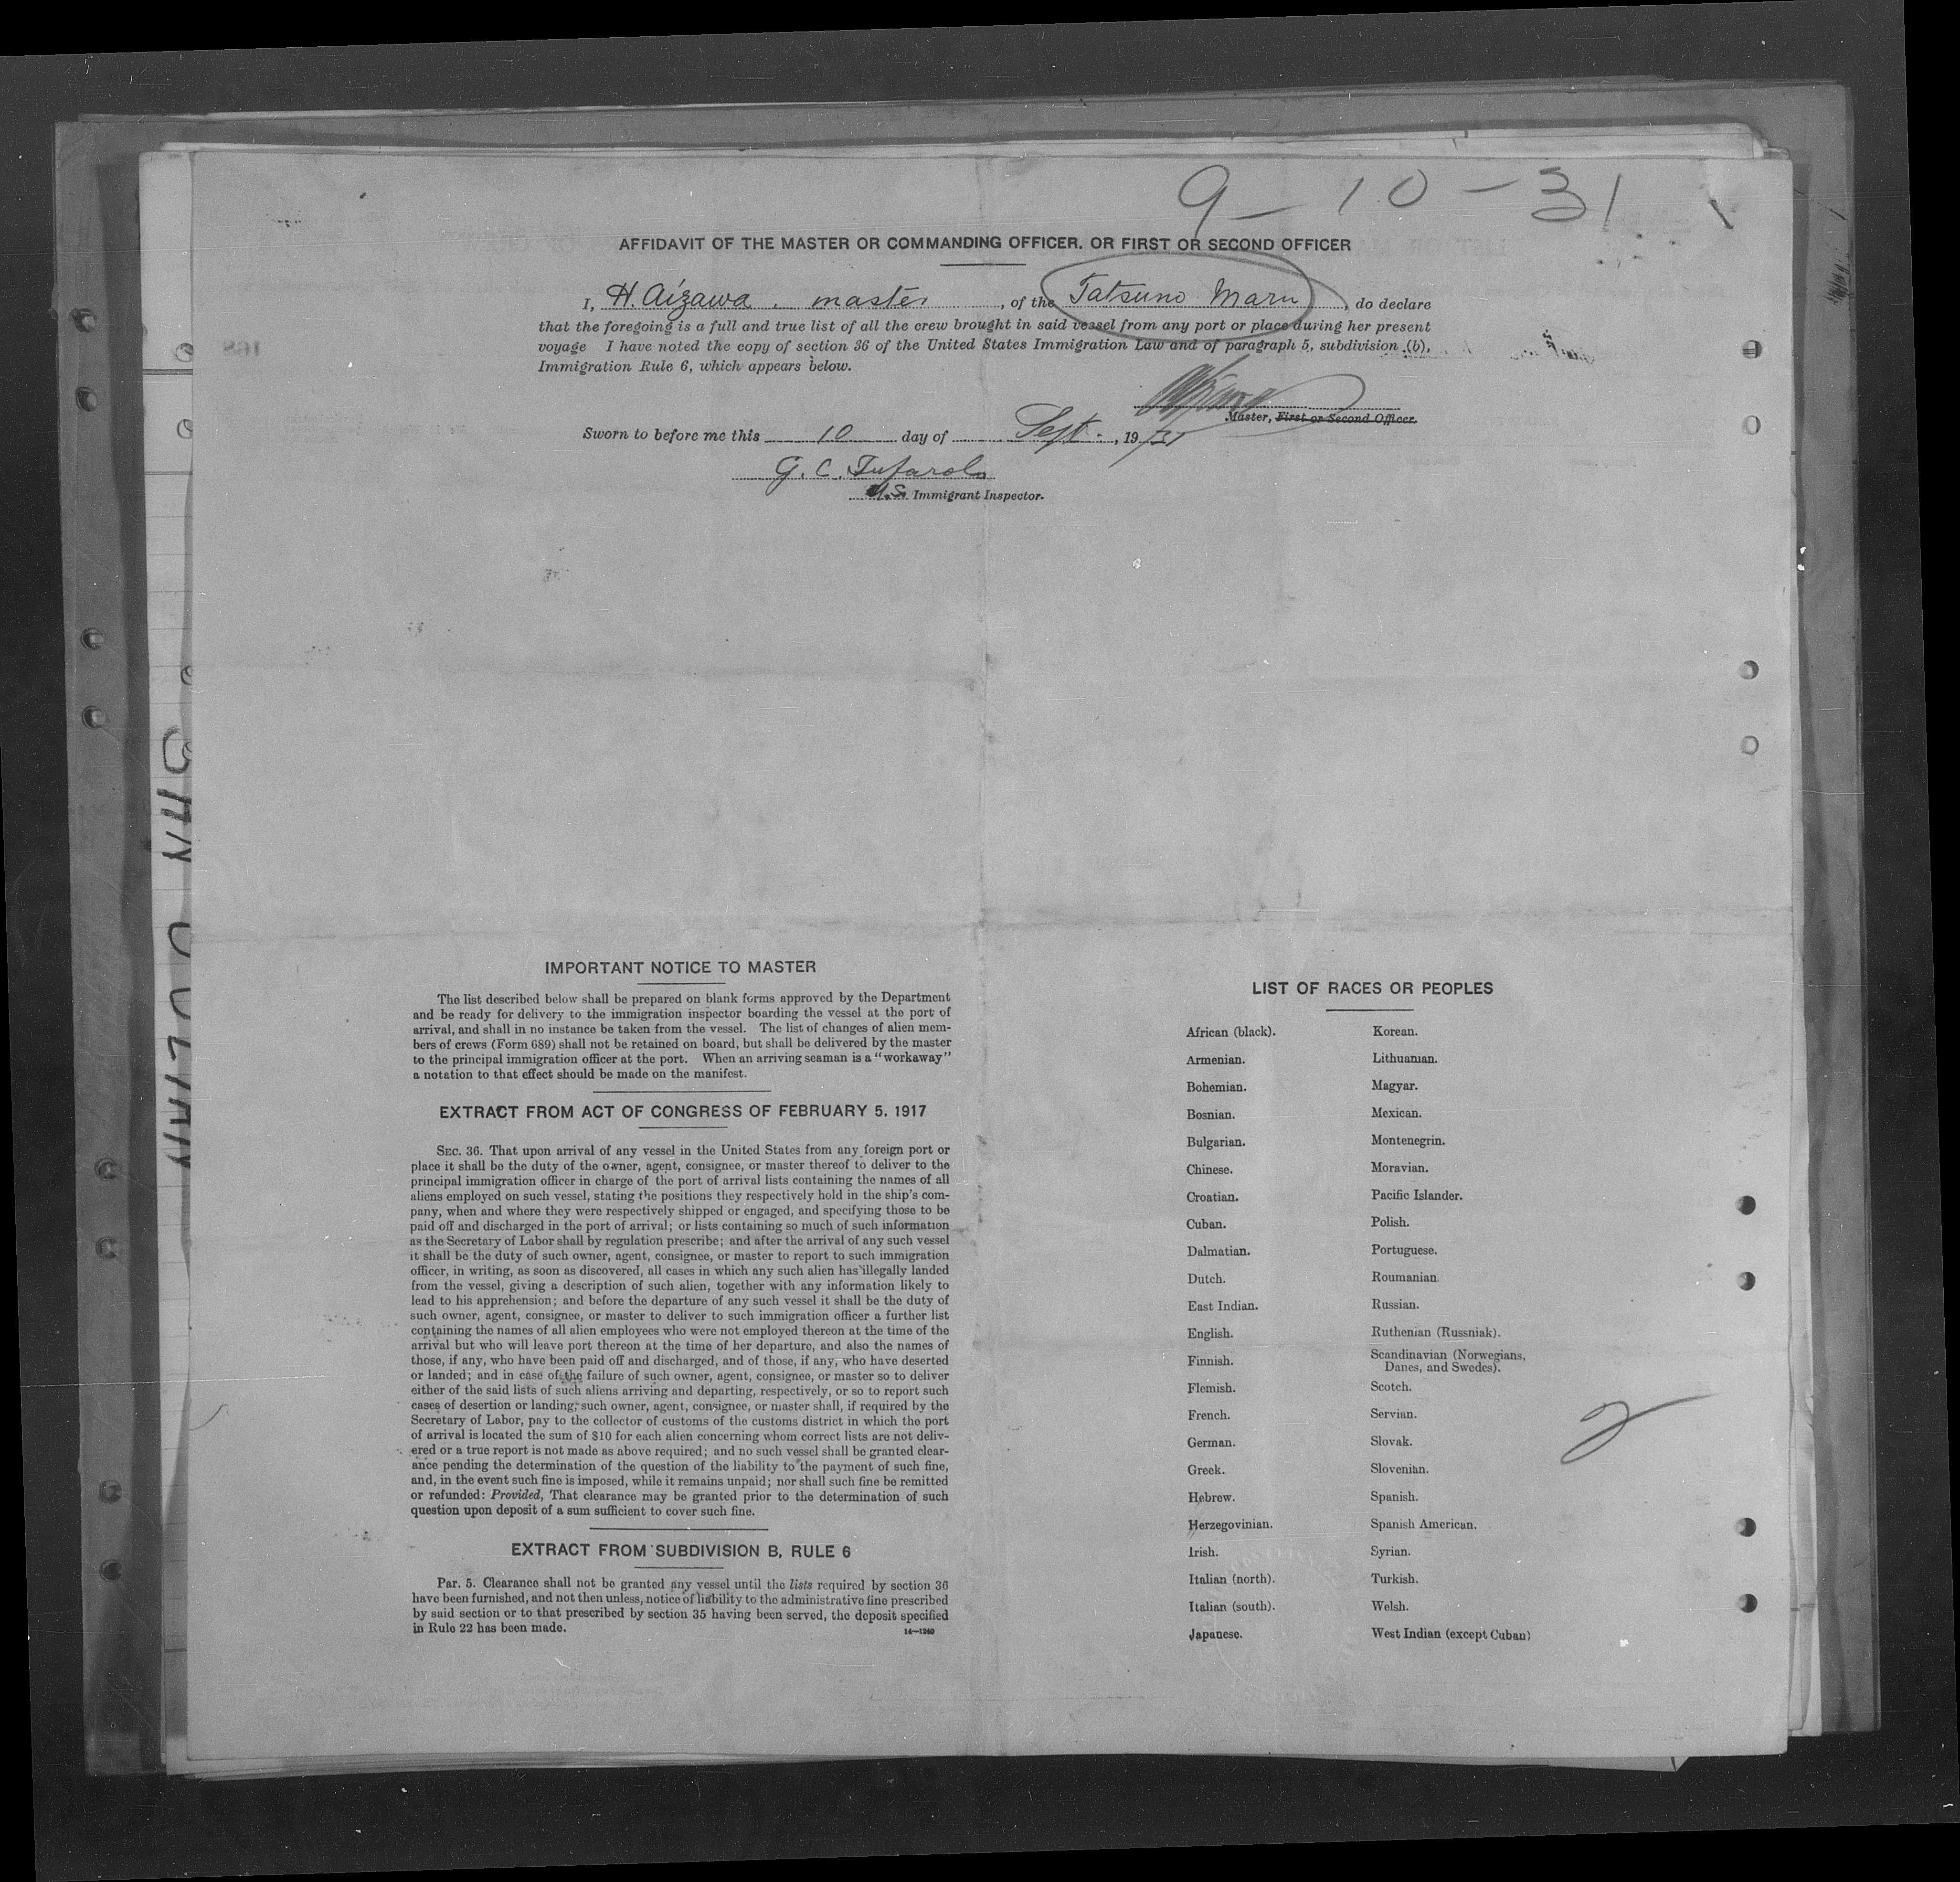 9-10-31
AFFIDAVIT OF THE MASTER OR COMMANDING OFFICER, OR FIRST OR SECOND OFFICER
I, H. Aizawa. master, of the Tatsuno Maru, do declare
that the foregoing is a full and true list of all the crew brought in said vessel from any port or place during her present
voyage I have noted the copy of section 36 of the United States Immigration Law and of paragraph 5, subdivision (b),
Immigration Rule 6, which appears below.
Master, First or Second Officer.
Sworn to before me this 10 day of Sept., 1931
G. C.
U.S. Immigrant Inspector.
IMPORTANT NOTICE TO MASTER
The list described below shall be prepared on blank forms approved by the Department
and be ready for delivery to the immigration inspector boarding the vessel at the port of
arrival, and shall in no instance be taken from the vessel. The list of changes of alien mem-
bers of crews (Form 689) shall not be retained on board, but shall be delivered by the master
to the principal immigration officer at the port. When an arriving seaman is a "workaway"
a notation to that effect should be made on the manifest.
EXTRACT FROM ACT OF CONGRESS OF FEBRUARY 5, 1917
SEC. 36. That upon arrival of any vessel in the United States from any foreign port or
place it shall be the duty of the owner, agent, consignee, or master thereof to deliver to the
principal immigration officer in charge of the port of arrival lists containing the names of all
aliens employed on such vessel, stating the positions they respectively hold in the ship's com-
pany, when and where they were respectively shipped or engaged, and specifying those to be
paid off and discharged in the port of arrival; or lists containing so much of such information
as the Secretary of Labor shall by regulation prescribe; and after the arrival of any such vessel
it shall be the duty of such owner, agent, consignee, or master to report to such immigration
officer, in writing, as soon as discovered, all cases in which any such alien has illegally landed
from the vessel, giving a description of such alien, together with any information likely to
lead to his apprehension; and before the departure of any such vessel it shall be the duty of
such owner, agent, consignee, or master to deliver to such immigration officer a further list
containing the names of all alien employees who were not employed thereon at the time of the
arrival but who will leave port thereon at the time of her departure, and also the names of
those, if any, who have been paid off and discharged, and of those, if any, who have deserted
or landed; and in case of the failure of such owner, agent, consignee, or master so to deliver
either of the said lists of such aliens arriving and departing, respectively, or so to report such
cases of desertion or landing, such owner, agent, consignee, or master shall, if required by the
Secretary of Labor, pay to the collector of customs of the customs district in which the port
of arrival is located the sum of $10 for each alien concerning whom correct lists are not deliv-
ered or a true report is not made as above required; and no such vessel shall be granted clear-
ance pending the determination of the question of the liability to the payment of such fine,
and, in the event such fine is imposed, while it remains unpaid; nor shall such fine be remitted
or refunded: Provided, That clearance may be granted prior to the determination of such
question upon deposit of a sum sufficient to cover such fine.
EXTRACT FROM SUBDIVISION B, RULE 6
Par. 5. Clearance shall not be granted any vessel until the lists required by section 36
have been furnished, and not then unless, notice of liability to the administrative fine prescribed
by said section or to that prescribed by section 35 having been served, the deposit specified
in Rule 22 has been made.
14—1240
LIST OF RACES OR PEOPLES
African (black).
Armenian.
Bohemian.
Bosnian.
Bulgarian.
Chinese.
Croatian.
Cuban.
Dalmatian.
Dutch.
East Indian.
English.
Finnish.
Flemish.
French.
German.
Greek.
Hebrew.
Herzegovinian.
Irish.
Italian (north).
Italian (south).
Japanese.
Korean.
Lithuanian.
Magyar.
Mexican.
Montenegrin.
Moravian.
Pacific Islander.
Polish.
Portuguese.
Roumanian.
Russian.
Ruthenian (Russniak).
Scandinavian (Norwegians,
Danes, and Swedes).
Scotch.
Servian.
Slovak.
Slovenian.
Spanish.
Spanish American.
Syrian.
Turkish.
Welsh.
West Indian (except Cuban)
2